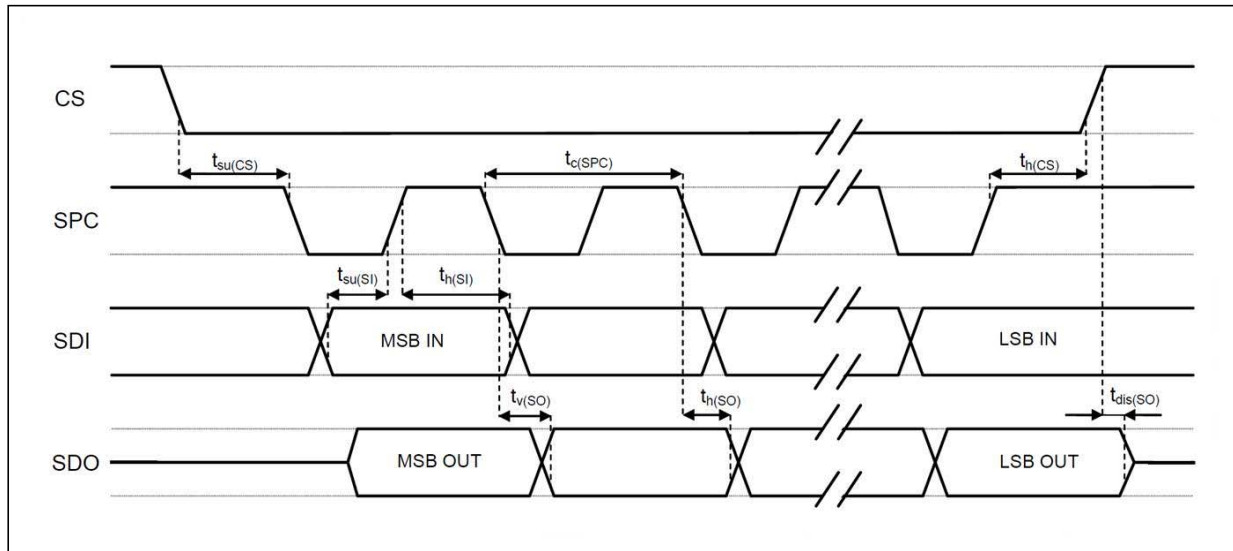 CS
tsu(CS)
tc(SPC)
th(CS)
SPC
tsu(SI)
th(SI)
SDI
MSB IN
LSB IN
tv(SO)
th(SO)
tdis(SO)
SDO
MSB OUT
LSB OUT